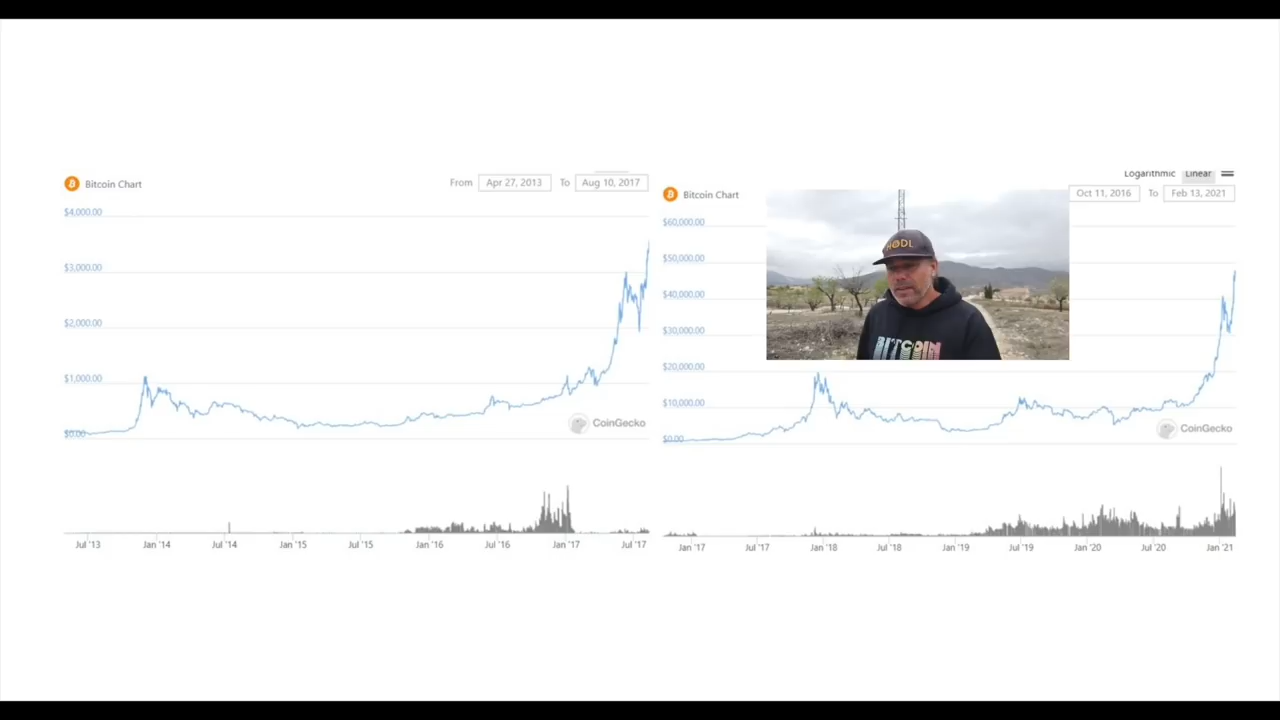 Bitcoin Chart
From Apr 27, 2013 To Aug 10, 2017
$4,000.00
$3,000.00
$2,000.00
$1,000.00
$0.00
CoinGecko
Jul '13 Jan '14 Jul '14 Jan '15 Jul '15 Jan '16 Jul '16 Jan '17 Jul '17
Logarithmic Linear
Bitcoin Chart
Oct 11, 2016 To Feb 13, 2021
$60,000.00
$50,000.00
$40,000.00
$30,000.00
$20,000.00
$10,000.00
$0.00
HODL
BITCOIN
CoinGecko
Jan '17 Jul '17 Jan '18 Jul '18 Jan '19 Jul '19 Jan '20 Jul '20 Jan '21